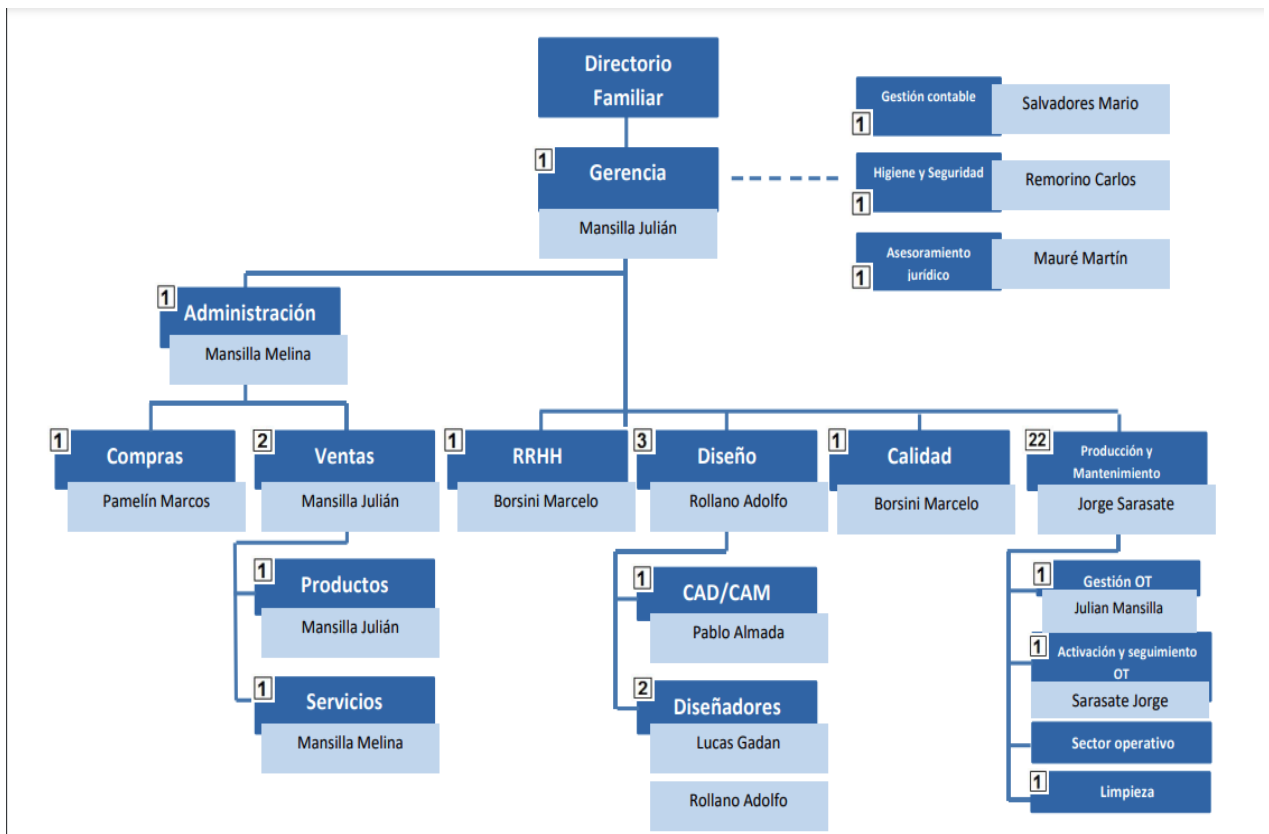 Directorio
Familiar
1
Gerencia
Mansilla Julián
Gestión contable
1
Salvadores Mario
Higiene y Seguridad
1
Remorino Carlos
Asesoramiento
jurídico
1
Mauré Martín
1
Administración
Mansilla Melina
1
Compras
Pamelín Marcos
2
Ventas
Mansilla Julián
1
Productos
Mansilla Julián
1
Servicios
Mansilla Melina
1
RRHH
Borsini Marcelo
3
Diseño
Rollano Adolfo
1
CAD/CAM
Pablo Almada
2
Diseñadores
Lucas Gadan
Rollano Adolfo
1
Calidad
Borsini Marcelo
22
Producción y
Mantenimiento
Jorge Sarasate
1
Gestión OT
Julian Mansilla
1
Activación y seguimiento
OT
Sarasate Jorge
Sector operativo
1
Limpieza